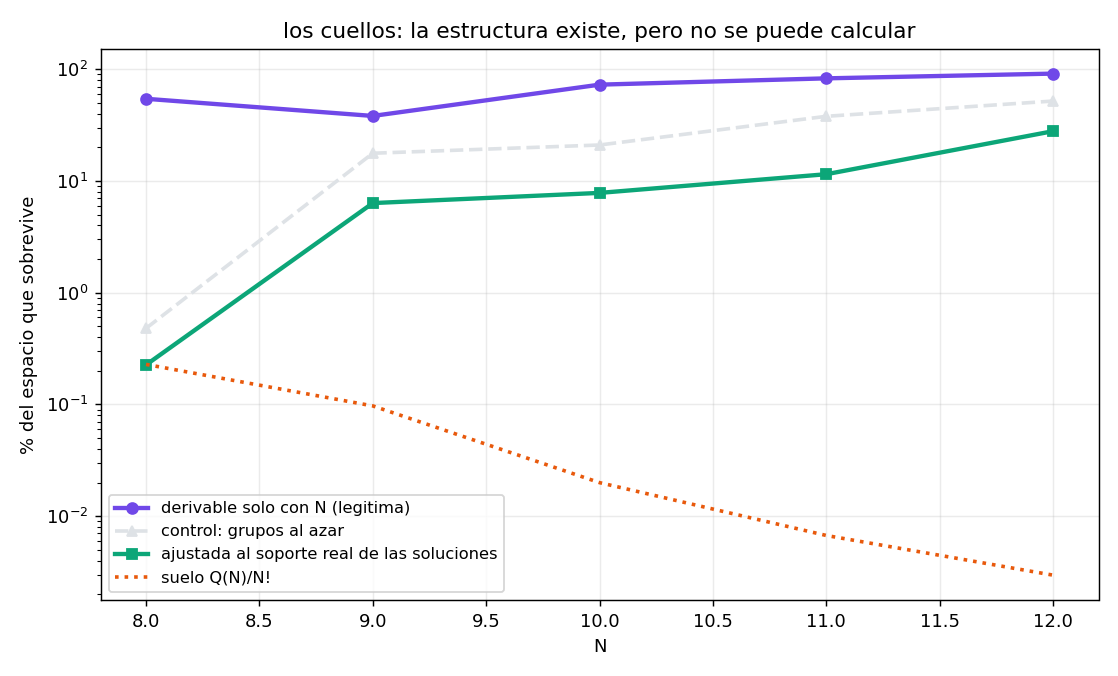 los cuellos: la estructura existe, pero no se puede calcular
% del espacio que sobrevive
10²
10¹
10⁰
10⁻¹
10⁻²
derivable solo con N (legitima)
control: grupos al azar
ajustada al soporte real de las soluciones
suelo Q(N)/N!
8.0 8.5 9.0 9.5 10.0 10.5 11.0 11.5 12.0
N